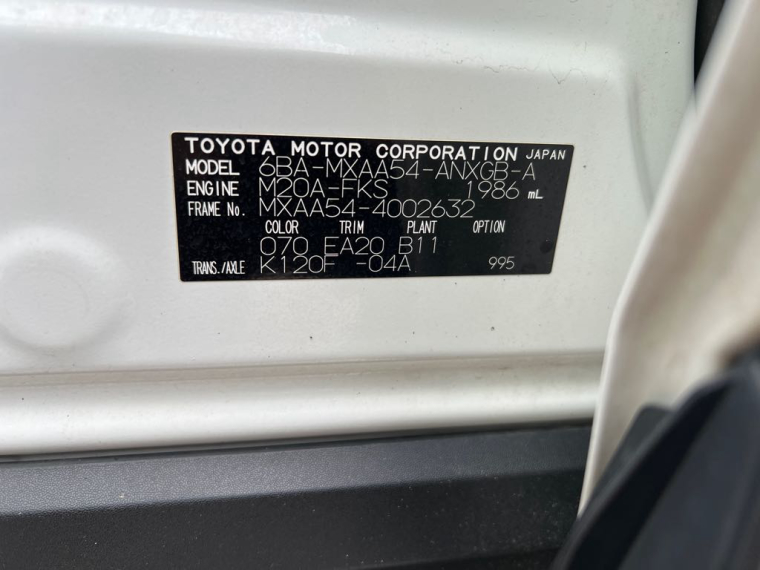 TOYOTA MOTOR CORPORATION JAPAN
MODEL 6BA-MXAA54-ANXGB-A
ENGINE M20A-FKS 1986 mL
FRAME No. MXAA54-4002632
COLOR TRIM PLANT OPTION
070 EA20 B11
TRANS./AXLE K120F -04A 995